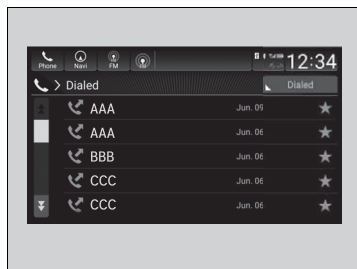 Phone Navi FM 12:34
Dialed Dialed
AAA Jun. 09
AAA Jun. 06
BBB Jun. 06
CCC Jun. 06
CCC Jun. 06